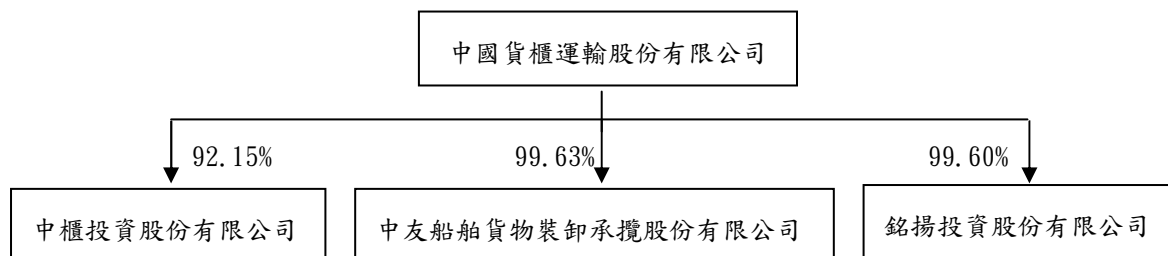 中國貨櫃運輸股份有限公司
92.15%
99.63%
99.60%
中櫃投資股份有限公司
中友船舶貨物裝卸承攬股份有限公司
銘揚投資股份有限公司